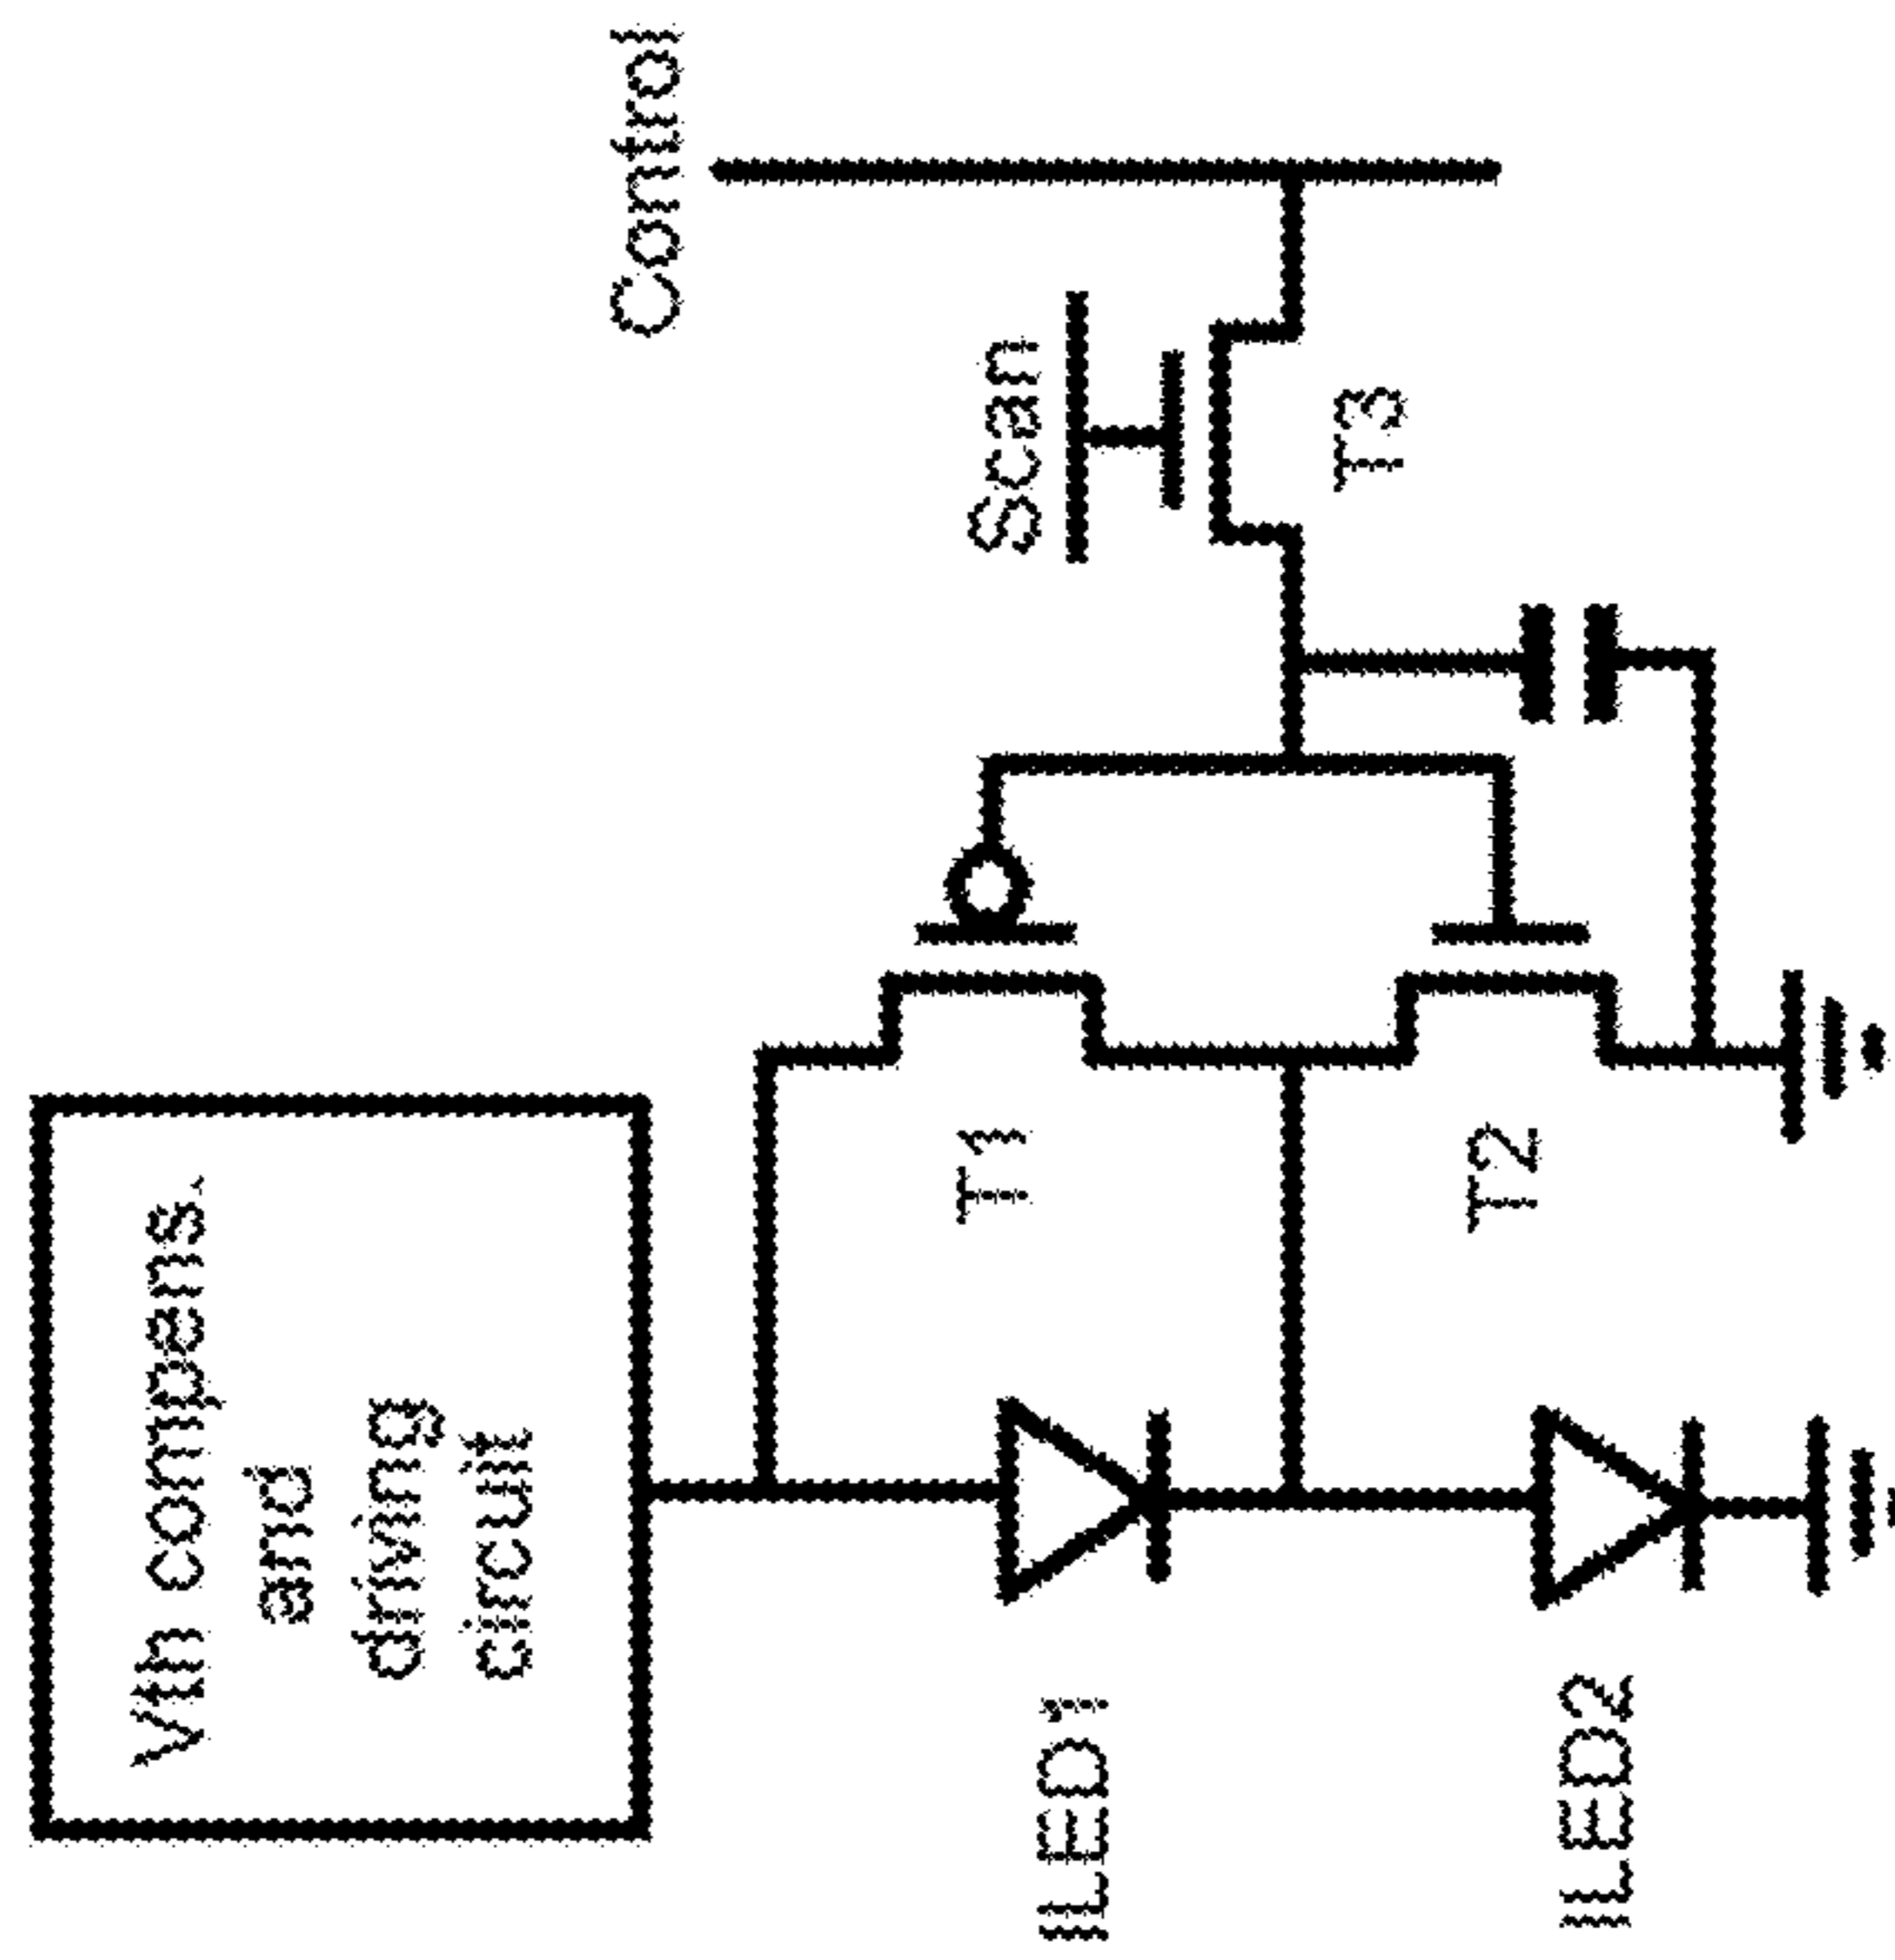 Vth compens.
and
driving
circuit
Control
Scan
T3
T1
T2
ILED1
ILED2